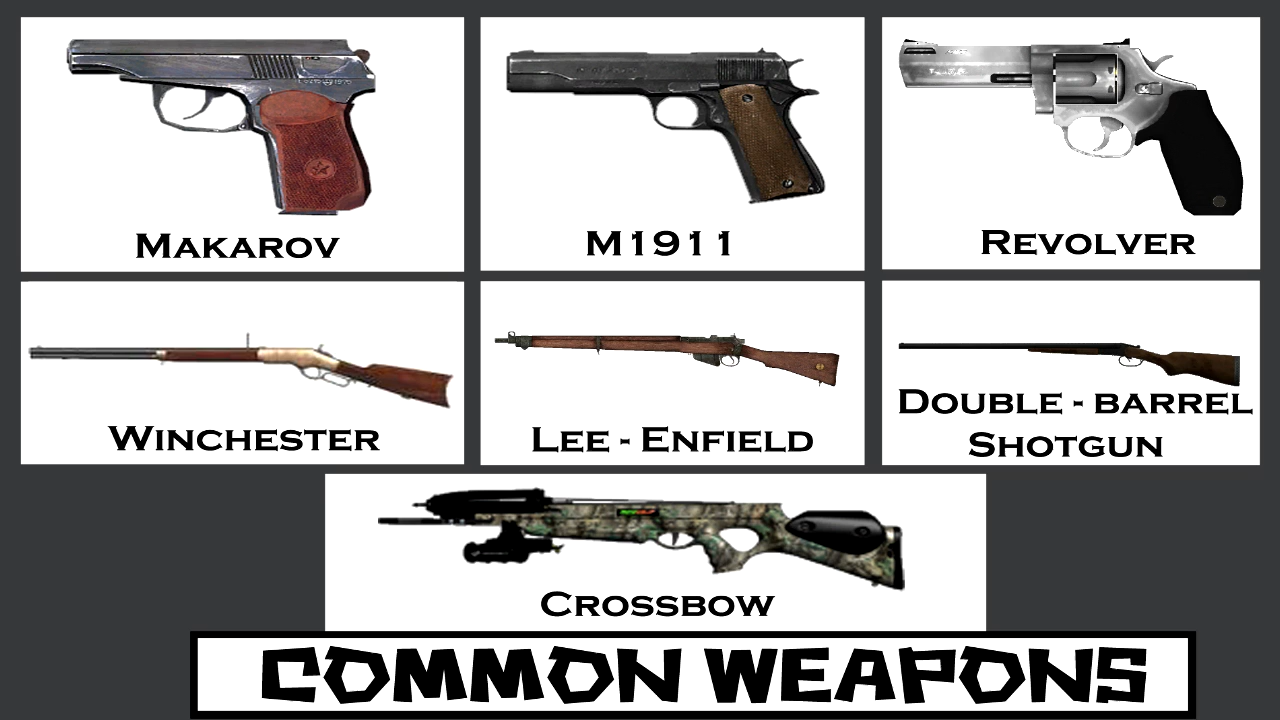 Makarov
M1911
Revolver
Winchester
Lee - Enfield
Double - barrel
Shotgun
Crossbow
COMMON WEAPONS